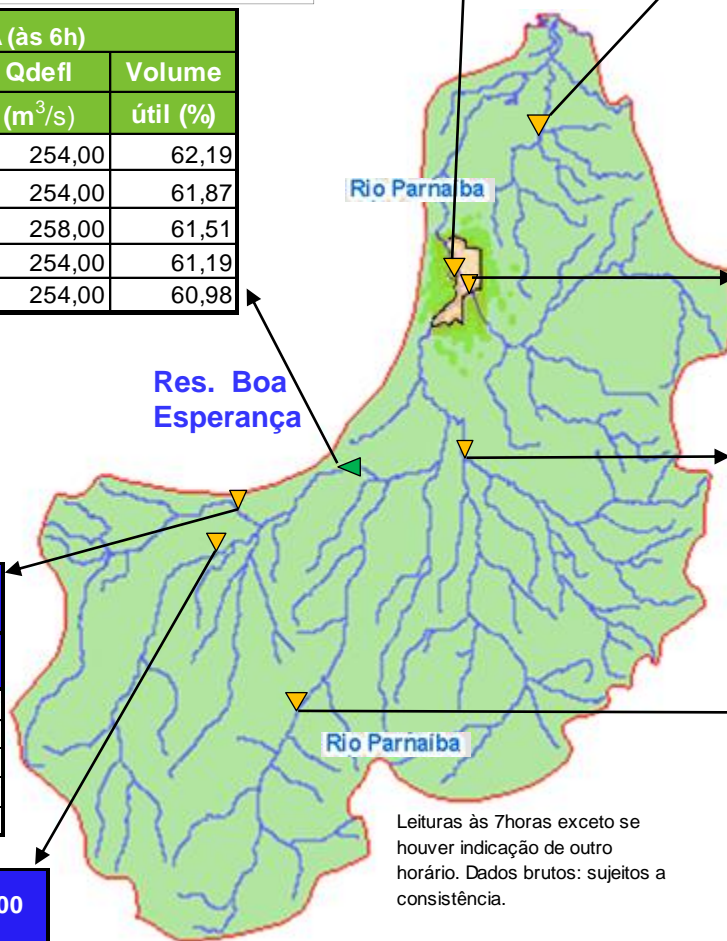 (às 6h)
Qdefl Volume
(m³/s) útil (%)
254,00 62,19
254,00 61,87
258,00 61,51
254,00 61,19
254,00 60,98
Rio Parnaíba
Res. Boa
Esperança
Rio Parnaíba
Leituras às 7horas exceto se
houver indicação de outro
horário. Dados brutos: sujeitos a
consistência.
00